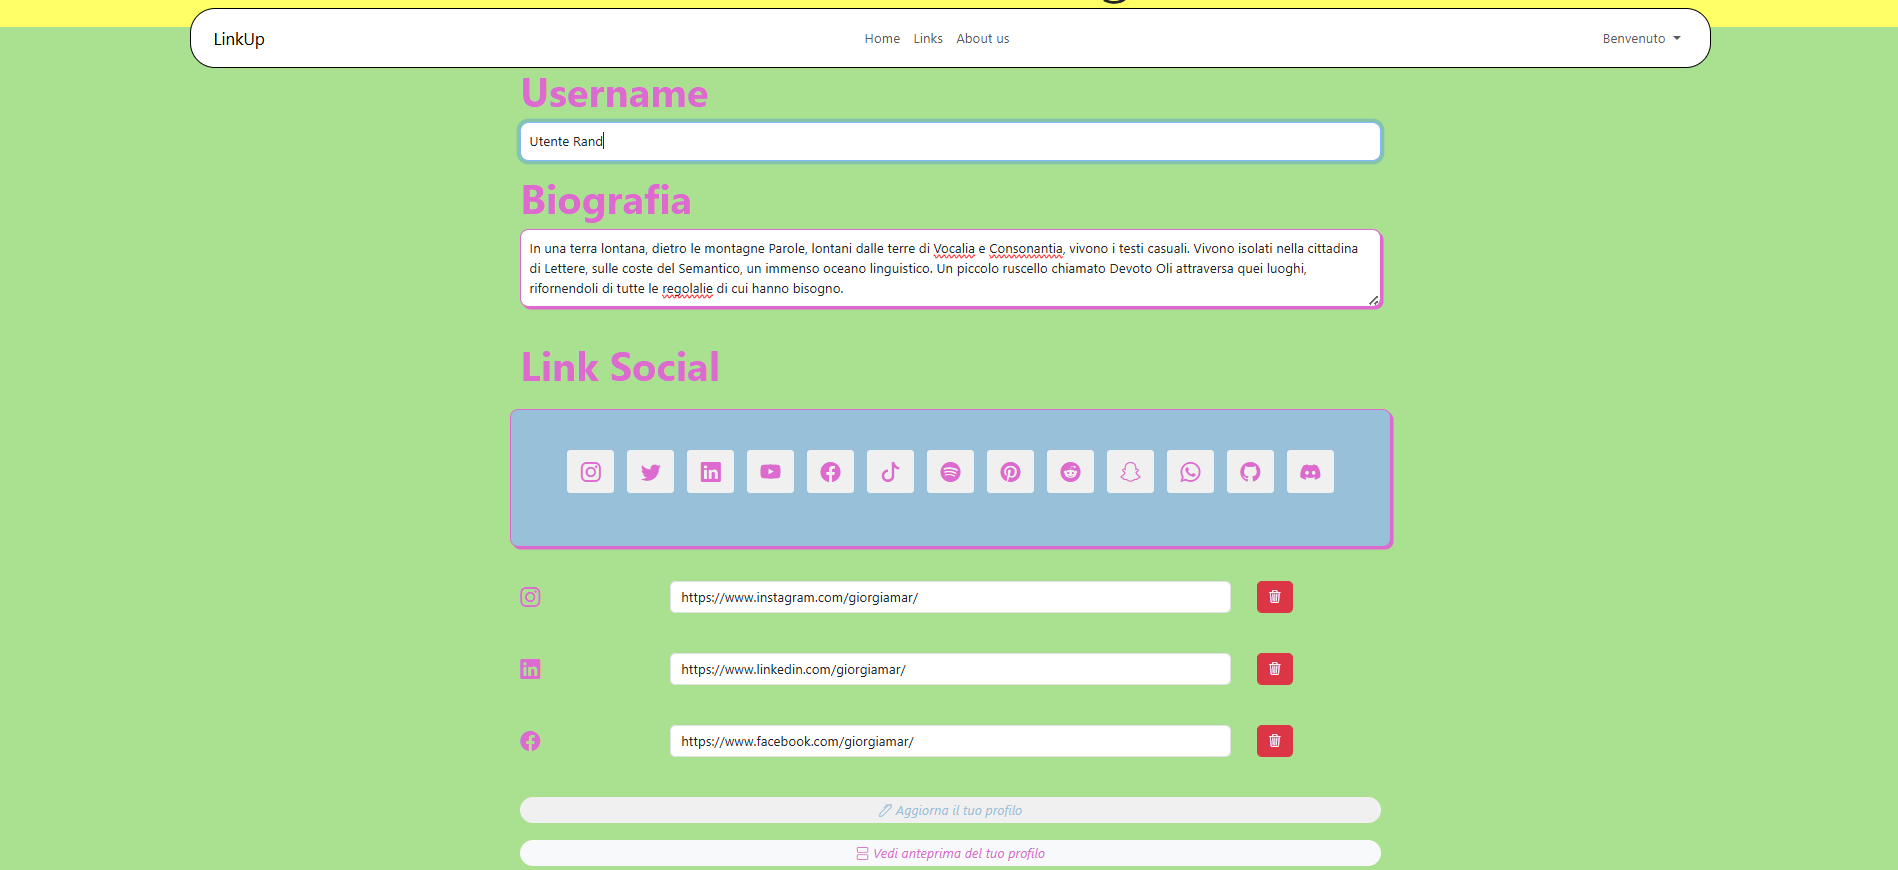 LinkUp
Home Links About us
Benvenuto
Username
Utente Rand
Biografia
In una terra lontana, dietro le montagne Parole, lontani dalle terre di Vocalia e Consonantia, vivono i testi casuali. Vivono isolati nella cittadina
di Lettere, sulle coste del Semantico, un immenso oceano linguistico. Un piccolo ruscello chiamato Devoto Oli attraversa quei luoghi,
rifornendoli di tutte le regolalie di cui hanno bisogno.
Link Social
https://www.instagram.com/giorgiamar/
https://www.linkedin.com/giorgiamar/
https://www.facebook.com/giorgiamar/
Aggiorna il tuo profilo
Vedi anteprima del tuo profilo